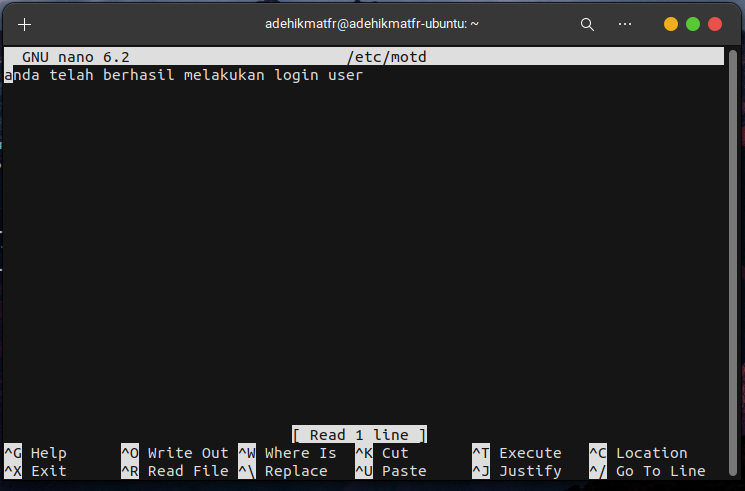 adehikmatfr@adehikmatfr-ubuntu: ~
GNU nano 6.2 /etc/motd
anda telah berhasil melakukan login user
[ Read 1 line ]
^G Help ^O Write Out ^W Where Is ^K Cut ^T Execute ^C Location
^X Exit ^R Read File ^\ Replace ^U Paste ^J Justify ^/ Go To Line